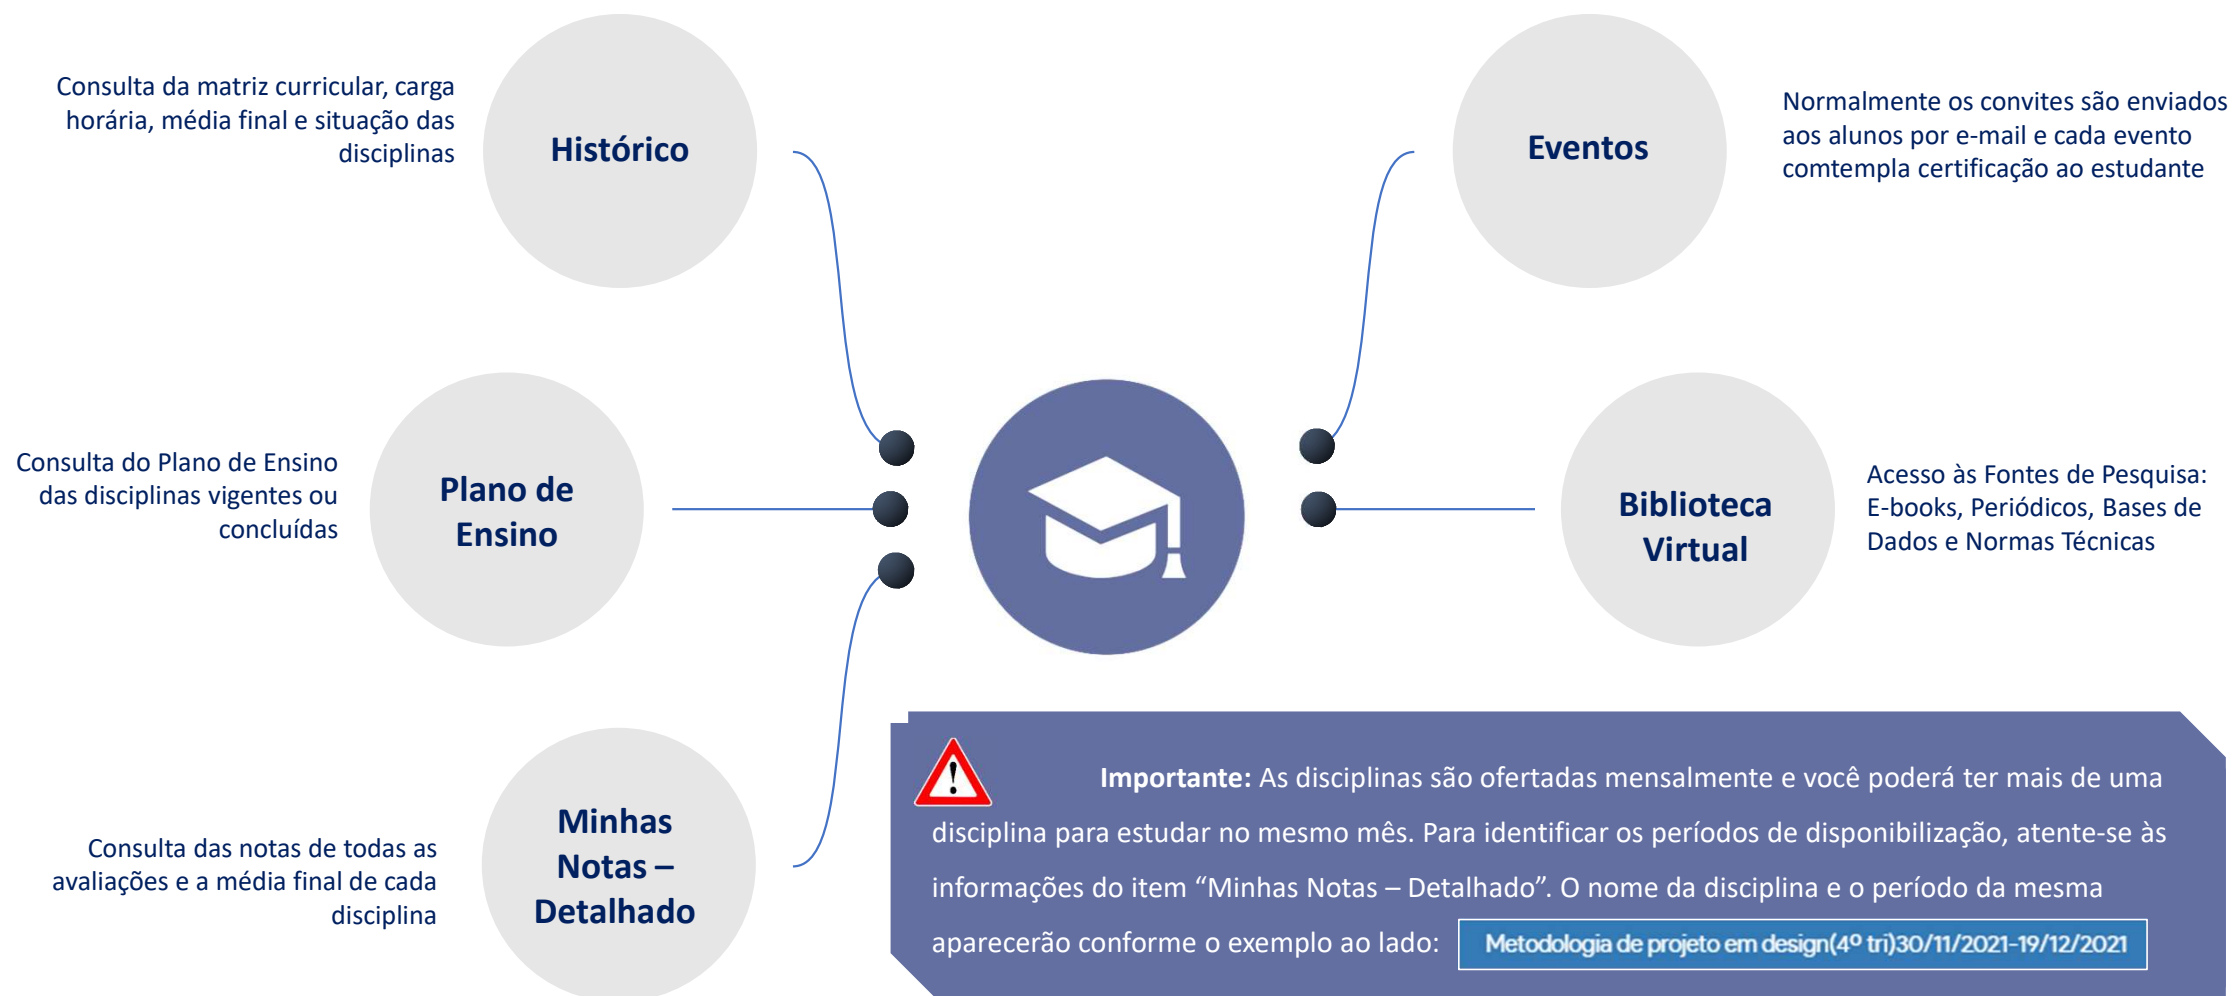 Consulta da matriz curricular, carga
horária, média final e situação das
disciplinas
Histórico
Eventos
Normalmente os convites são enviados
aos alunos por e-mail e cada evento
comtempla certificação ao estudante
Consulta do Plano de Ensino
das disciplinas vigentes ou
concluídas
Plano de
Ensino
Biblioteca
Virtual
Acesso às Fontes de Pesquisa:
E-books, Periódicos, Bases de
Dados e Normas Técnicas
Consulta das notas de todas as
avaliações e a média final de cada
disciplina
Minhas
Notas –
Detalhado
Importante: As disciplinas são ofertadas mensalmente e você poderá ter mais de uma
disciplina para estudar no mesmo mês. Para identificar os períodos de disponibilização, atente-se às
informações do item “Minhas Notas – Detalhado”. O nome da disciplina e o período da mesma
aparecerão conforme o exemplo ao lado:
Metodologia de projeto em design(4º tri)30/11/2021-19/12/2021